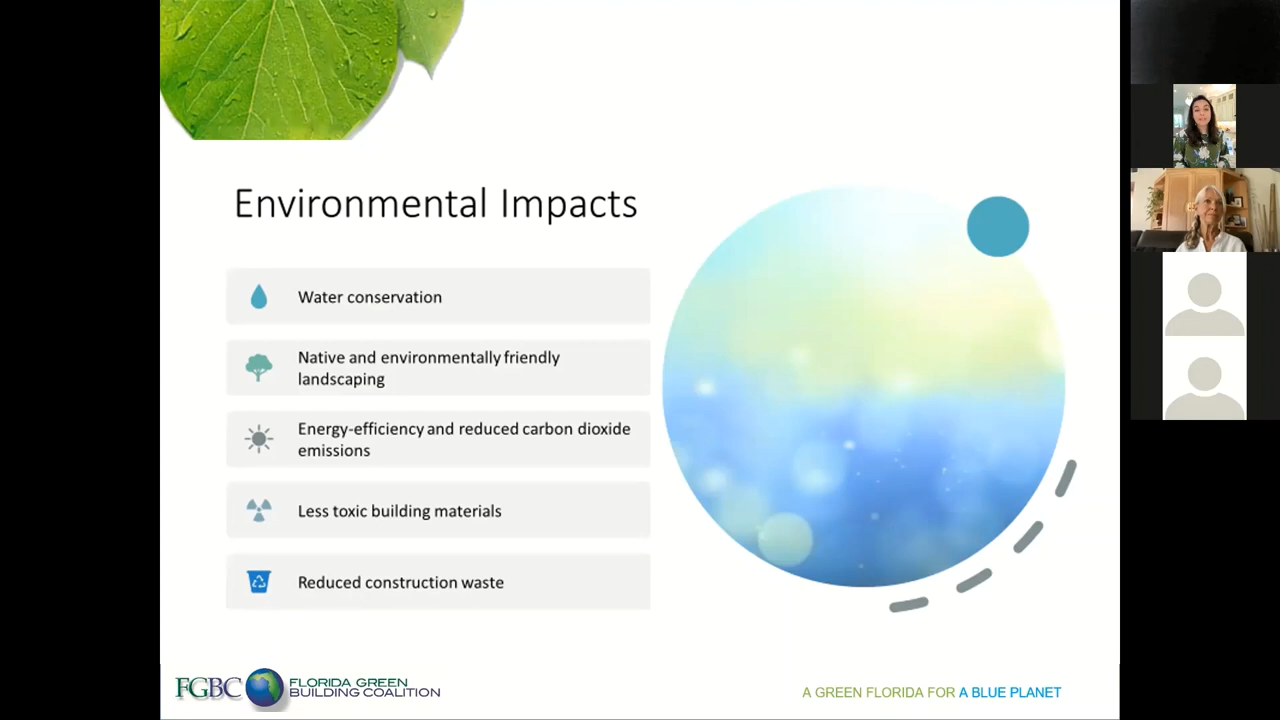 Environmental Impacts
Water conservation
Native and environmentally friendly
landscaping
Energy-efficiency and reduced carbon dioxide
emissions
Less toxic building materials
Reduced construction waste
FGBC FLORIDA GREEN
BUILDING COALITION
A GREEN FLORIDA FOR A BLUE PLANET